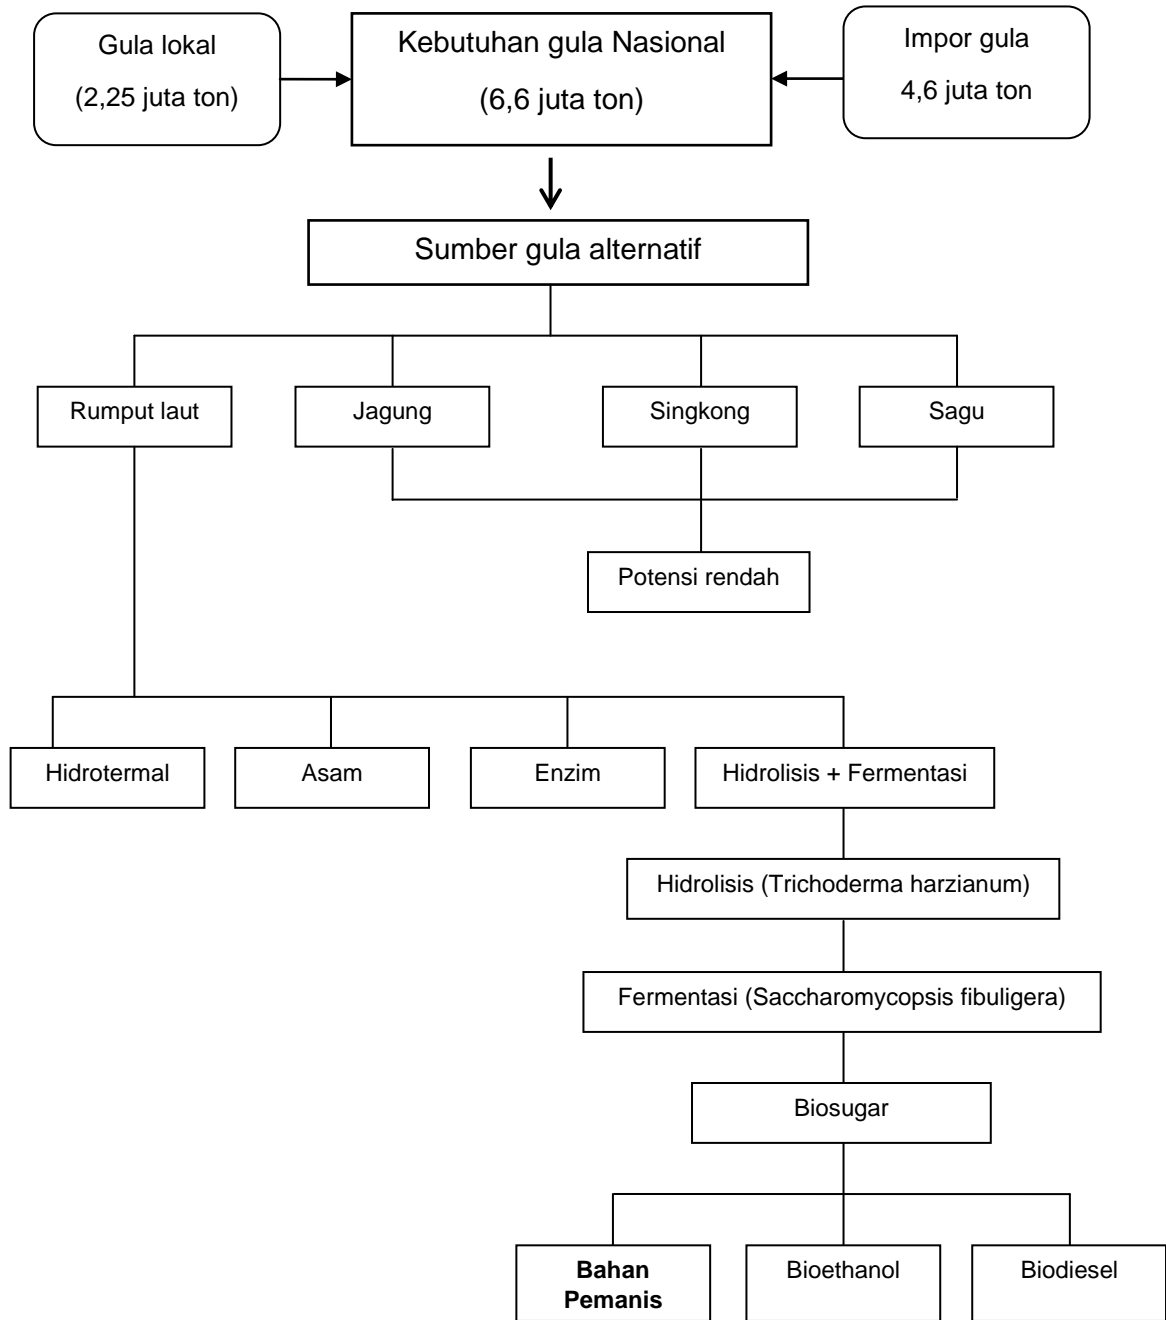 Gula lokal
(2,25 juta ton)
Kebutuhan gula Nasional
(6,6 juta ton)
Impor gula
4,6 juta ton
Sumber gula alternatif
Rumput laut
Jagung
Singkong
Sagu
Potensi rendah
Hidrotermal
Asam
Enzim
Hidrolisis + Fermentasi
Hidrolisis (Trichoderma harzianum)
Fermentasi (Saccharomycopsis fibuligera)
Biosugar
Bahan
Pemanis
Bioethanol
Biodiesel